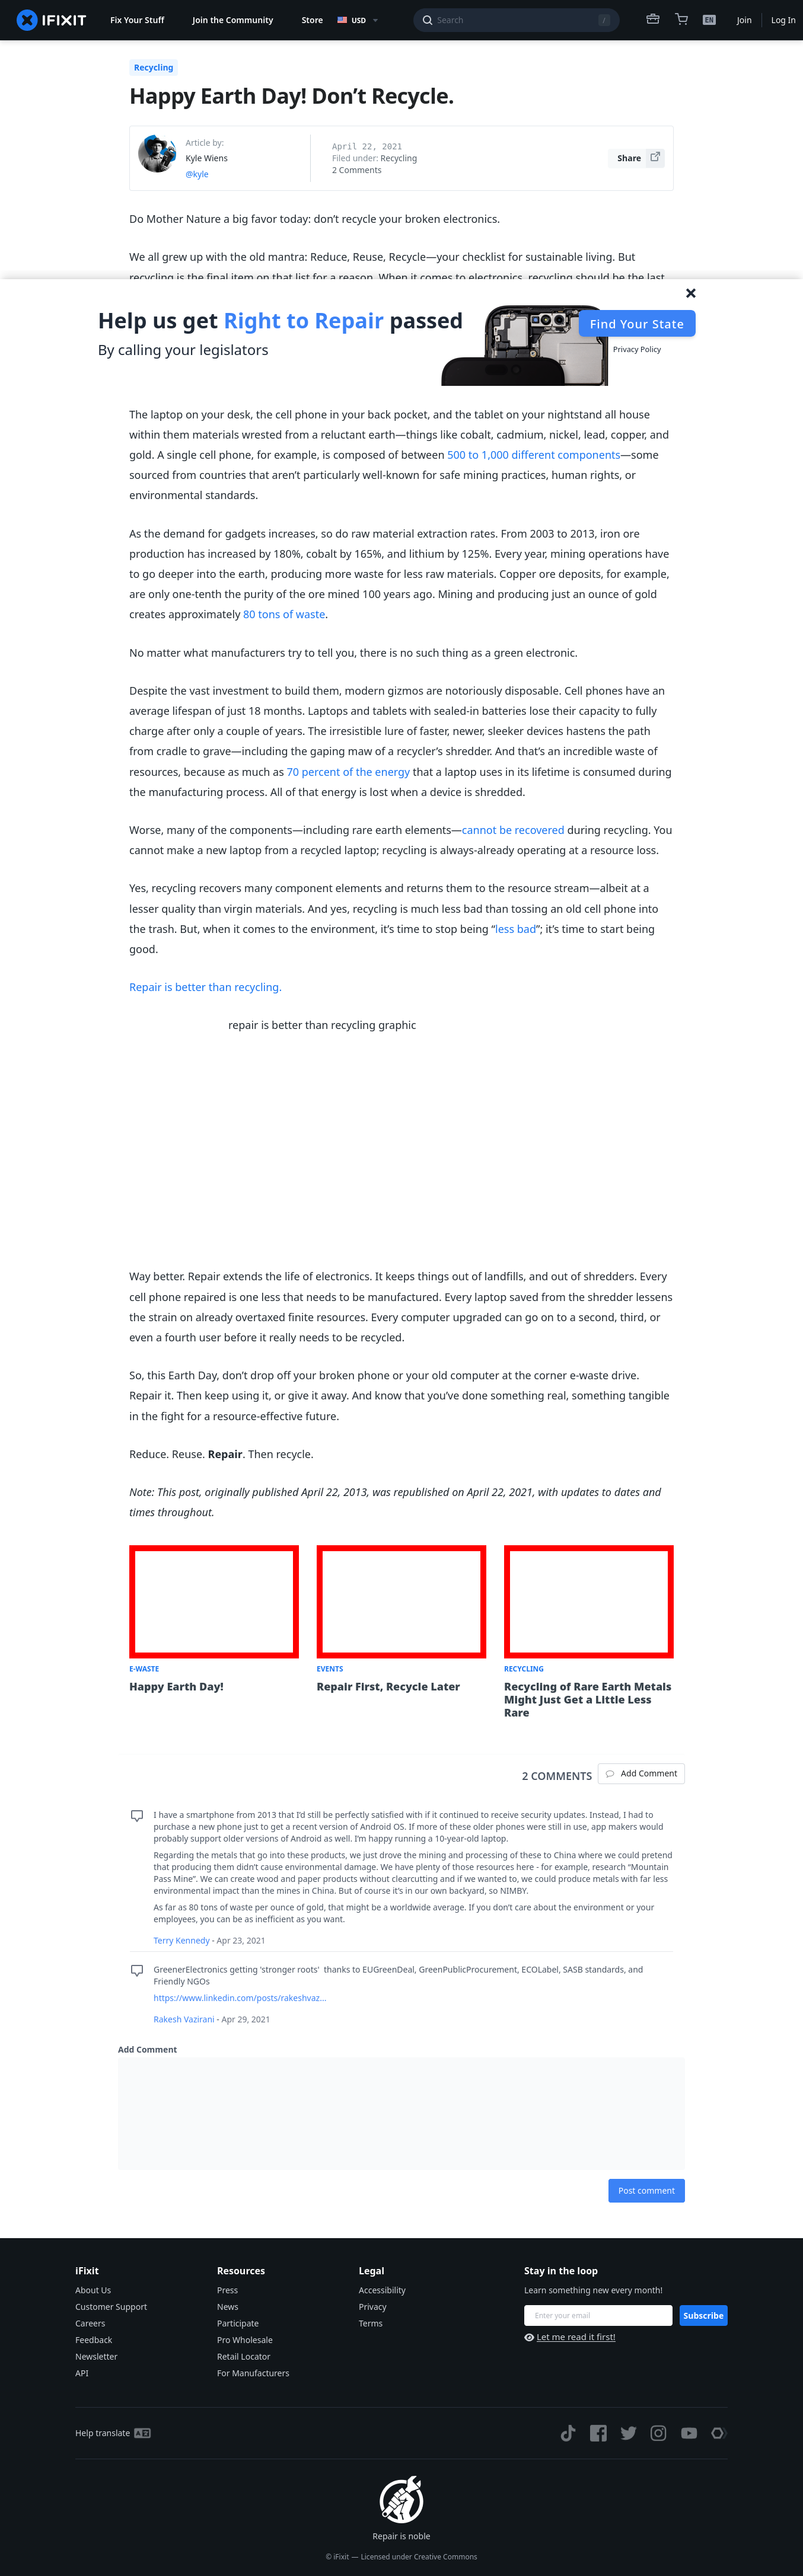 IFIXIT
Fix Your Stuff
Join the Community
Store
USD
Search
/
EN
Join
Log In
Recycling
Happy Earth Day! Don’t Recycle.
Article by:
Kyle Wiens
@kyle
April 22, 2021
Filed under: Recycling
2 Comments
Share
Do Mother Nature a big favor today: don’t recycle your broken electronics.
We all grew up with the old mantra: Reduce, Reuse, Recycle—your checklist for sustainable living. But
recycling is the final item on that list for a reason. When it comes to electronics, recycling should be the last
Help us get Right to Repair passed
By calling your legislators
Find Your State
Privacy Policy
The laptop on your desk, the cell phone in your back pocket, and the tablet on your nightstand all house
within them materials wrested from a reluctant earth—things like cobalt, cadmium, nickel, lead, copper, and
gold. A single cell phone, for example, is composed of between 500 to 1,000 different components—some
sourced from countries that aren’t particularly well-known for safe mining practices, human rights, or
environmental standards.
As the demand for gadgets increases, so do raw material extraction rates. From 2003 to 2013, iron ore
production has increased by 180%, cobalt by 165%, and lithium by 125%. Every year, mining operations have
to go deeper into the earth, producing more waste for less raw materials. Copper ore deposits, for example,
are only one-tenth the purity of the ore mined 100 years ago. Mining and producing just an ounce of gold
creates approximately 80 tons of waste.
No matter what manufacturers try to tell you, there is no such thing as a green electronic.
Despite the vast investment to build them, modern gizmos are notoriously disposable. Cell phones have an
average lifespan of just 18 months. Laptops and tablets with sealed-in batteries lose their capacity to fully
charge after only a couple of years. The irresistible lure of faster, newer, sleeker devices hastens the path
from cradle to grave—including the gaping maw of a recycler’s shredder. And that’s an incredible waste of
resources, because as much as 70 percent of the energy that a laptop uses in its lifetime is consumed during
the manufacturing process. All of that energy is lost when a device is shredded.
Worse, many of the components—including rare earth elements—cannot be recovered during recycling. You
cannot make a new laptop from a recycled laptop; recycling is always-already operating at a resource loss.
Yes, recycling recovers many component elements and returns them to the resource stream—albeit at a
lesser quality than virgin materials. And yes, recycling is much less bad than tossing an old cell phone into
the trash. But, when it comes to the environment, it’s time to stop being “less bad”; it’s time to start being
good.
Repair is better than recycling.
repair is better than recycling graphic
Way better. Repair extends the life of electronics. It keeps things out of landfills, and out of shredders. Every
cell phone repaired is one less that needs to be manufactured. Every laptop saved from the shredder lessens
the strain on already overtaxed finite resources. Every computer upgraded can go on to a second, third, or
even a fourth user before it really needs to be recycled.
So, this Earth Day, don’t drop off your broken phone or your old computer at the corner e-waste drive.
Repair it. Then keep using it, or give it away. And know that you’ve done something real, something tangible
in the fight for a resource-effective future.
Reduce. Reuse. Repair. Then recycle.
Note: This post, originally published April 22, 2013, was republished on April 22, 2021, with updates to dates and
times throughout.
E-WASTE
Happy Earth Day!
EVENTS
Repair First, Recycle Later
RECYCLING
Recycling of Rare Earth Metals
Might Just Get a Little Less
Rare
2 COMMENTS
Add Comment
I have a smartphone from 2013 that I’d still be perfectly satisfied with if it continued to receive security updates. Instead, I had to
purchase a new phone just to get a recent version of Android OS. If more of these older phones were still in use, app makers would
probably support older versions of Android as well. I’m happy running a 10-year-old laptop.
Regarding the metals that go into these products, we just drove the mining and processing of these to China where we could pretend
that producing them didn’t cause environmental damage. We have plenty of those resources here - for example, research “Mountain
Pass Mine”. We can create wood and paper products without clearcutting and if we wanted to, we could produce metals with far less
environmental impact than the mines in China. But of course it’s in our own backyard, so NIMBY.
As far as 80 tons of waste per ounce of gold, that might be a worldwide average. If you don’t care about the environment or your
employees, you can be as inefficient as you want.
Terry Kennedy - Apr 23, 2021
GreenerElectronics getting 'stronger roots'  thanks to EUGreenDeal, GreenPublicProcurement, ECOLabel, SASB standards, and
Friendly NGOs
https://www.linkedin.com/posts/rakeshvaz...
Rakesh Vazirani - Apr 29, 2021
Add Comment
Post comment
iFixit
About Us
Customer Support
Careers
Feedback
Newsletter
API
Resources
Press
News
Participate
Pro Wholesale
Retail Locator
For Manufacturers
Legal
Accessibility
Privacy
Terms
Stay in the loop
Learn something new every month!
Enter your email
Subscribe
Let me read it first!
Help translate
Repair is noble
© iFixit — Licensed under Creative Commons